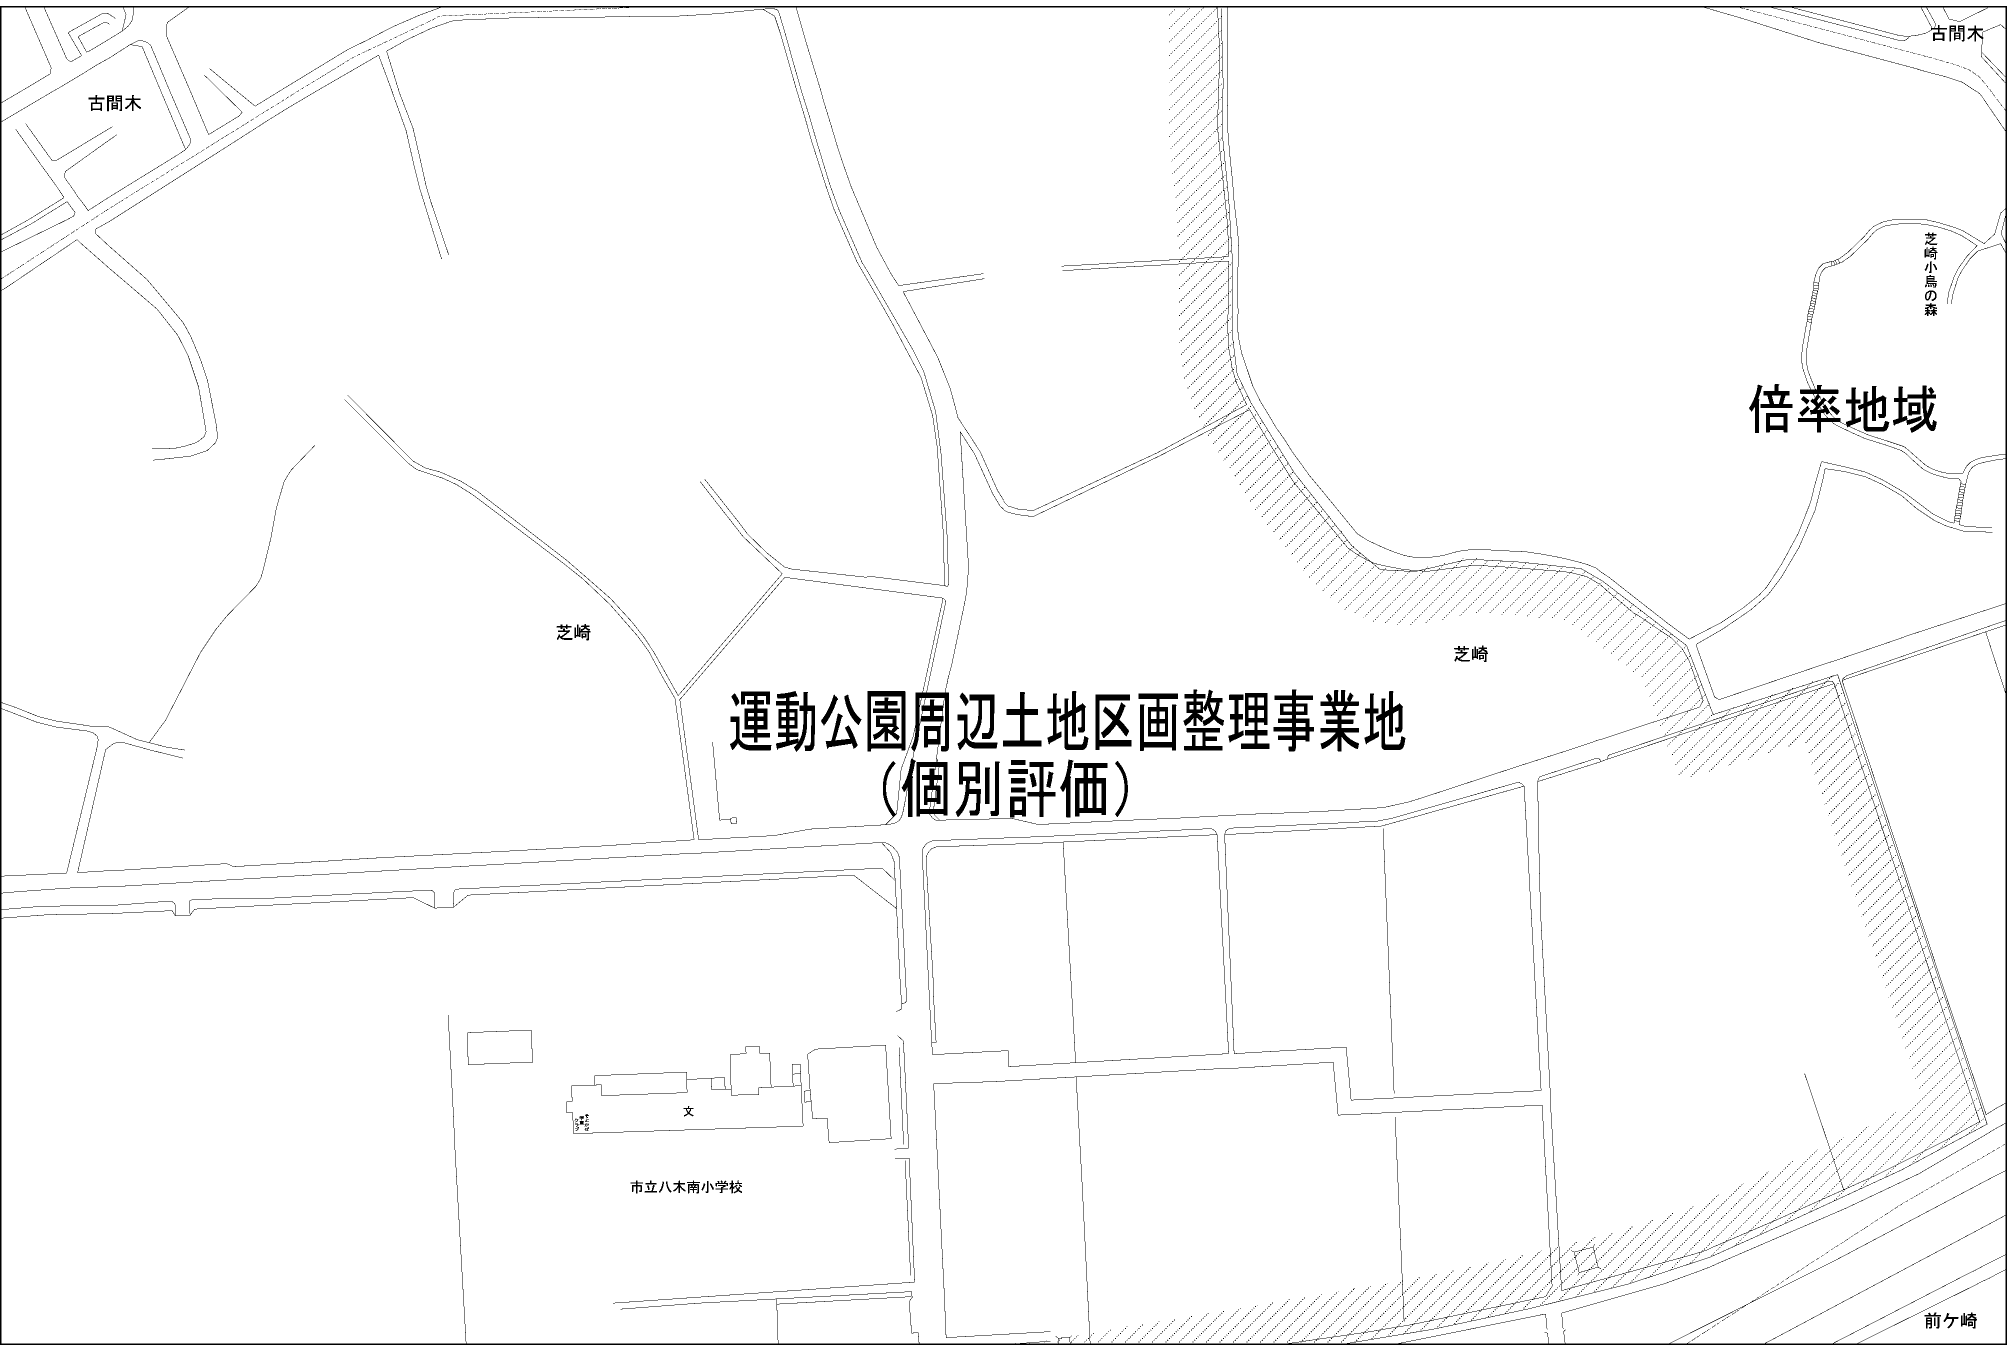 古間木
古間木
芝崎小鳥の森
倍率地域
芝崎
芝崎
運動公園周辺土地区画整理事業地
（個別評価）
文
市立八木南小学校
前ケ崎